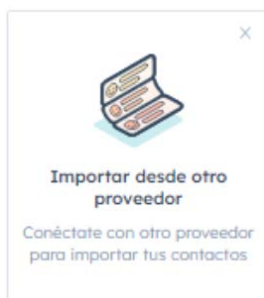 Importar desde otro
proveedor
Conéctate con otro proveedor
para importar tus contactos